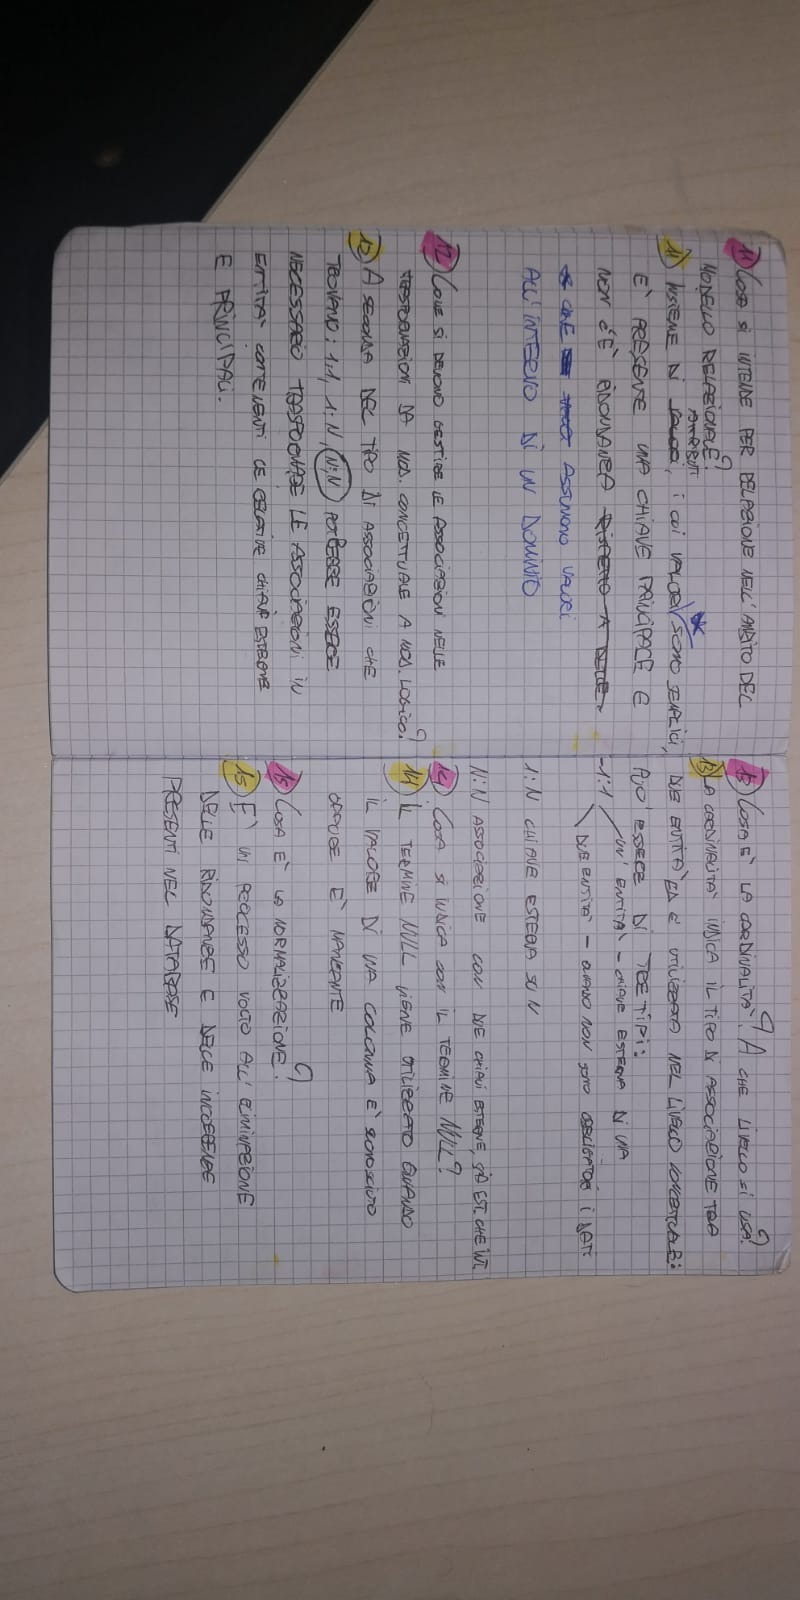 11) COSA SI INTENDE PER RELAZIONE NELL'AMBITO DEL
MODELLO RELAZIONALE?
11) INSIEME DI ATTRIBUTI, I CUI VALORI * SONO SEMPLICI,
E' PRESENTE UNA CHIAVE PRINCIPALE E
NON C'È RIDONDANZA RISPETTO A DELLE
* CHE ASSUMONO VALORI
ALL'INTERNO DI UN DOMINIO
12) COME SI DEVONO GESTIRE LE ASSOCIAZIONI NELLE
TRASFORMAZIONI DA MOD. CONCETTUALE A MOD. LOGICO?
12) A SECONDA DEL TIPO DI ASSOCIAZIONI CHE
TROVIAMO: 1:1, 1:N, N:N POTREBBE ESSERE
NECESSARIO TRASFORMARE LE ASSOCIAZIONI IN
ENTITA' CONTENENTI LE RELATIVE CHIAVI ESTERNE
E PRINCIPALI.
13) COSA E' LA CARDINALITA'? A CHE LIVELLO SI USA?
13) LA CARDINALITA' INDICA IL TIPO DI ASSOCIAZIONE TRA
DUE ENTITA' ED E' UTILIZZATA NEL LIVELLO CONCETTUALE:
PUO' ESSERE DI TRE TIPI:
UN' ENTITA' - CHIAVE ESTERNA DI UNA
-1:1
DUE ENTITA' - QUANDO NON SONO OBBLIGATORI I DATI
1:N CHIAVE ESTERNA SU N
N:N ASSOCIAZIONE CON DUE CHIAVI ESTERNE, SIA EST. CHE INT.
14) COSA SI INDICA CON IL TERMINE NULL?
14) IL TERMINE NULL VIENE UTILIZZATO QUANDO
IL VALORE DI UNA COLONNA E' SCONOSCIUTO
OPPURE E' MANCANTE
15) COSA E' LA NORMALIZZAZIONE?
15) E' UN PROCESSO VOLTO ALL'ELIMINAZIONE
DELLE RIDONDANZE E DELLE INCOERENZE
PRESENTI NEL DATABASE